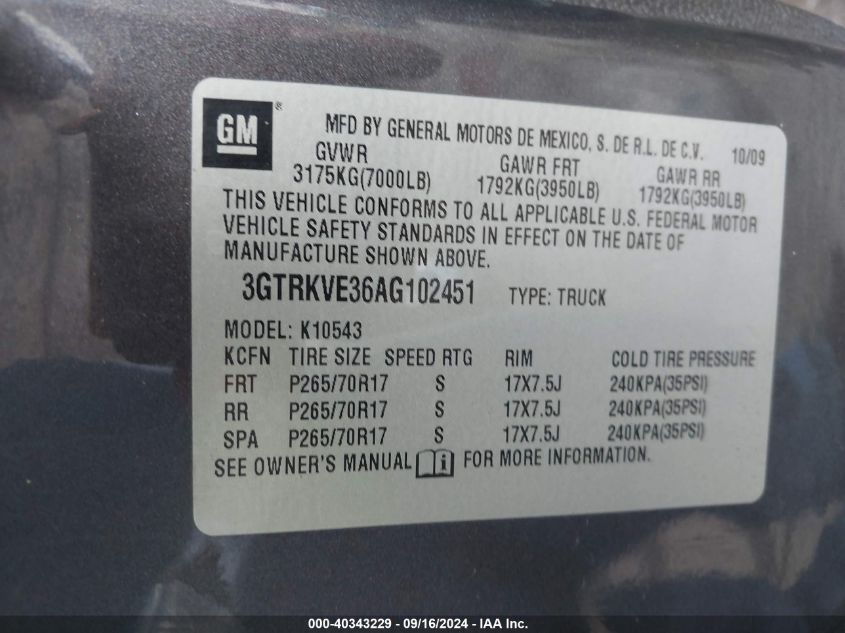 GM®
MFD BY GENERAL MOTORS DE MEXICO, S. DE R.L. DE C.V. 10/09
GVWR GAWR FRT GAWR RR
3175KG(7000LB) 1792KG(3950LB) 1792KG(3950LB)
THIS VEHICLE CONFORMS TO ALL APPLICABLE U.S. FEDERAL MOTOR
VEHICLE SAFETY STANDARDS IN EFFECT ON THE DATE OF
MANUFACTURE SHOWN ABOVE.
3GTRKVE36AG102451 TYPE: TRUCK
MODEL: K10543
KCFN TIRE SIZE SPEED RTG RIM COLD TIRE PRESSURE
FRT P265/70R17 S 17X7.5J 240KPA(35PSI)
RR P265/70R17 S 17X7.5J 240KPA(35PSI)
SPA P265/70R17 S 17X7.5J 240KPA(35PSI)
SEE OWNER'S MANUAL i FOR MORE INFORMATION.
000-40343229 - 09/16/2024 - IAA Inc.